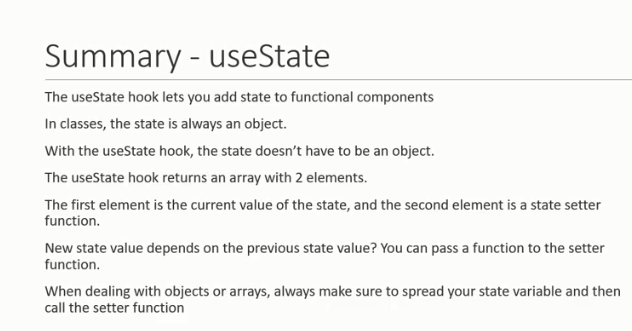 Summary - useState
The useState hook lets you add state to functional components
In classes, the state is always an object.
With the useState hook, the state doesn’t have to be an object.
The useState hook returns an array with 2 elements.
The first element is the current value of the state, and the second element is a state setter
function.
New state value depends on the previous state value? You can pass a function to the setter
function.
When dealing with objects or arrays, always make sure to spread your state variable and then
call the setter function